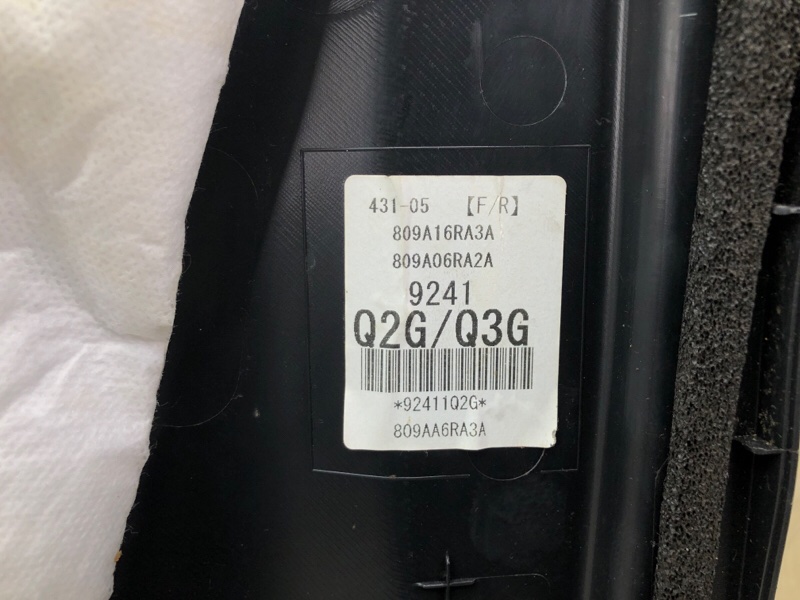 431-05 【F/R】
809A16RA3A
809A06RA2A
9241
Q2G/Q3G
*92411Q2G*
809AA6RA3A